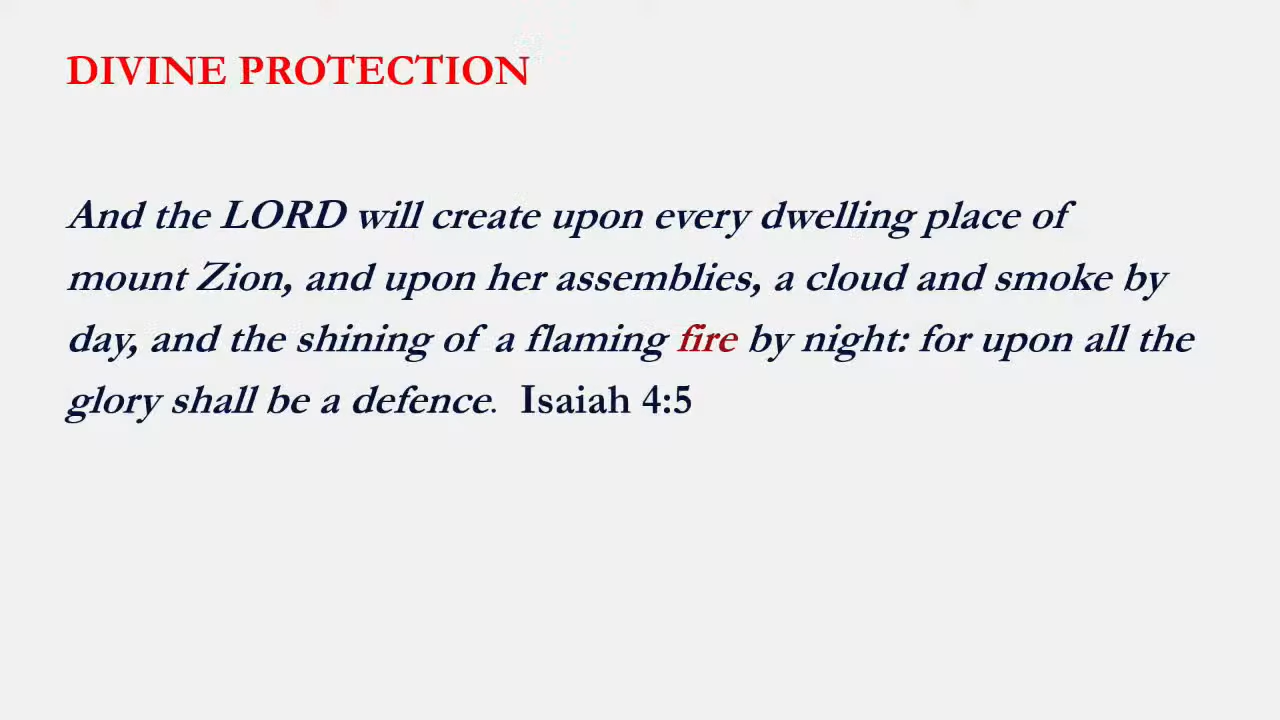 DIVINE PROTECTION
And the LORD will create upon every dwelling place of
mount Zion, and upon her assemblies, a cloud and smoke by
day, and the shining of a flaming fire by night: for upon all the
glory shall be a defence. Isaiah 4:5